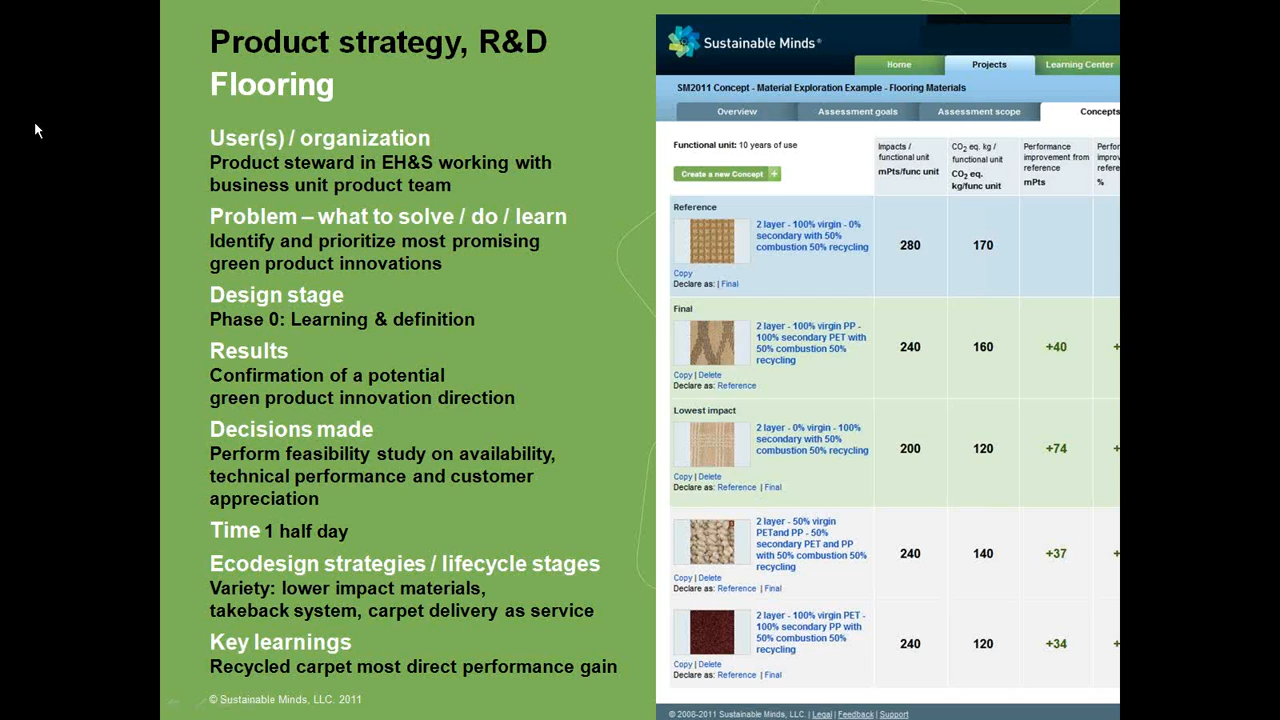 Product strategy, R&D
Flooring
User(s) / organization
Product steward in EH&S working with
business unit product team
Problem – what to solve / do / learn
Identify and prioritize most promising
green product innovations
Design stage
Phase 0: Learning & definition
Results
Confirmation of a potential
green product innovation direction
Decisions made
Perform feasibility study on availability,
technical performance and customer
appreciation
Time 1 half day
Ecodesign strategies / lifecycle stages
Variety: lower impact materials,
takeback system, carpet delivery as service
Key learnings
Recycled carpet most direct performance gain
© Sustainable Minds, LLC. 2011
Sustainable Minds®
Home
Projects
Learning Center
SM2011 Concept - Material Exploration Example - Flooring Materials
Overview
Assessment goals
Assessment scope
Concepts
Functional unit: 10 years of use
Create a new Concept +
Impacts /
functional unit
mPts/func unit
CO2 eq. kg /
functional unit
CO2 eq.
kg/func unit
Performance
improvement from
reference
mPts
Perfor
improv
refere
%
Reference
2 layer - 100% virgin - 0%
secondary with 50%
combustion 50% recycling
Copy
Declare as: | Final
280
170
Final
2 layer - 100% virgin PP -
100% secondary PET with
50% combustion 50%
recycling
Copy | Delete
Declare as: Reference
240
160
+40
+
Lowest impact
2 layer - 0% virgin - 100%
secondary with 50%
combustion 50% recycling
Copy | Delete
Declare as: Reference | Final
200
120
+74
+
2 layer - 50% virgin
PETand PP - 50%
secondary PET and PP
with 50% combustion 50%
recycling
Copy | Delete
Declare as: Reference | Final
240
140
+37
+
2 layer - 100% virgin PET -
100% secondary PP with
50% combustion 50%
recycling
Copy | Delete
Declare as: Reference | Final
240
120
+34
+
© 2008-2011 Sustainable Minds, LLC. | Legal | Feedback | Support